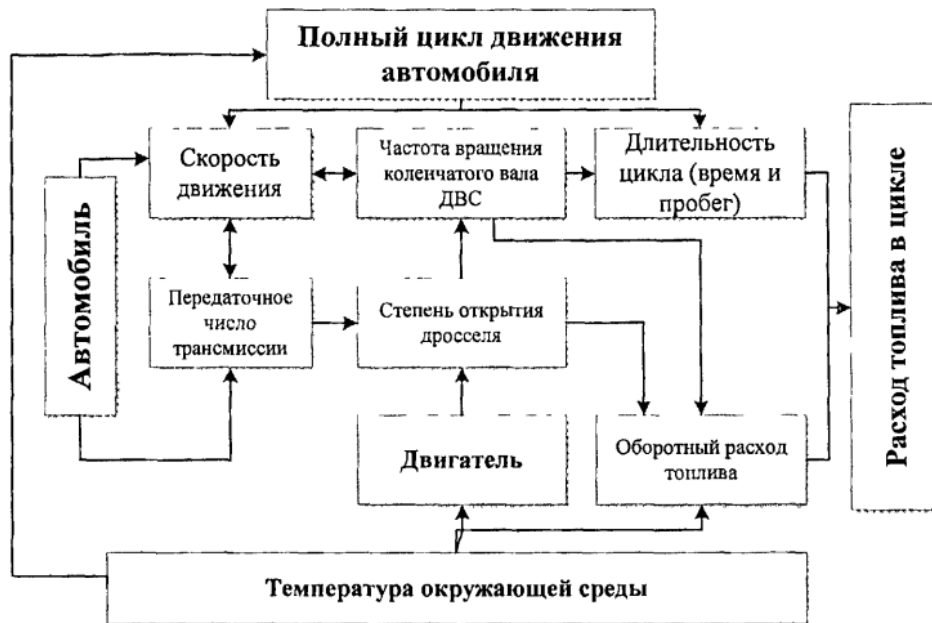 Полный цикл движения
автомобиля
Скорость
движения
Частота вращения
коленчатого вала
ДВС
Длительность
цикла (время и
пробег)
Автомобиль
Передаточное
число
трансмиссии
Степень открытия
дросселя
Расход топлива в цикле
Двигатель
Оборотный расход
топлива
Температура окружающей среды